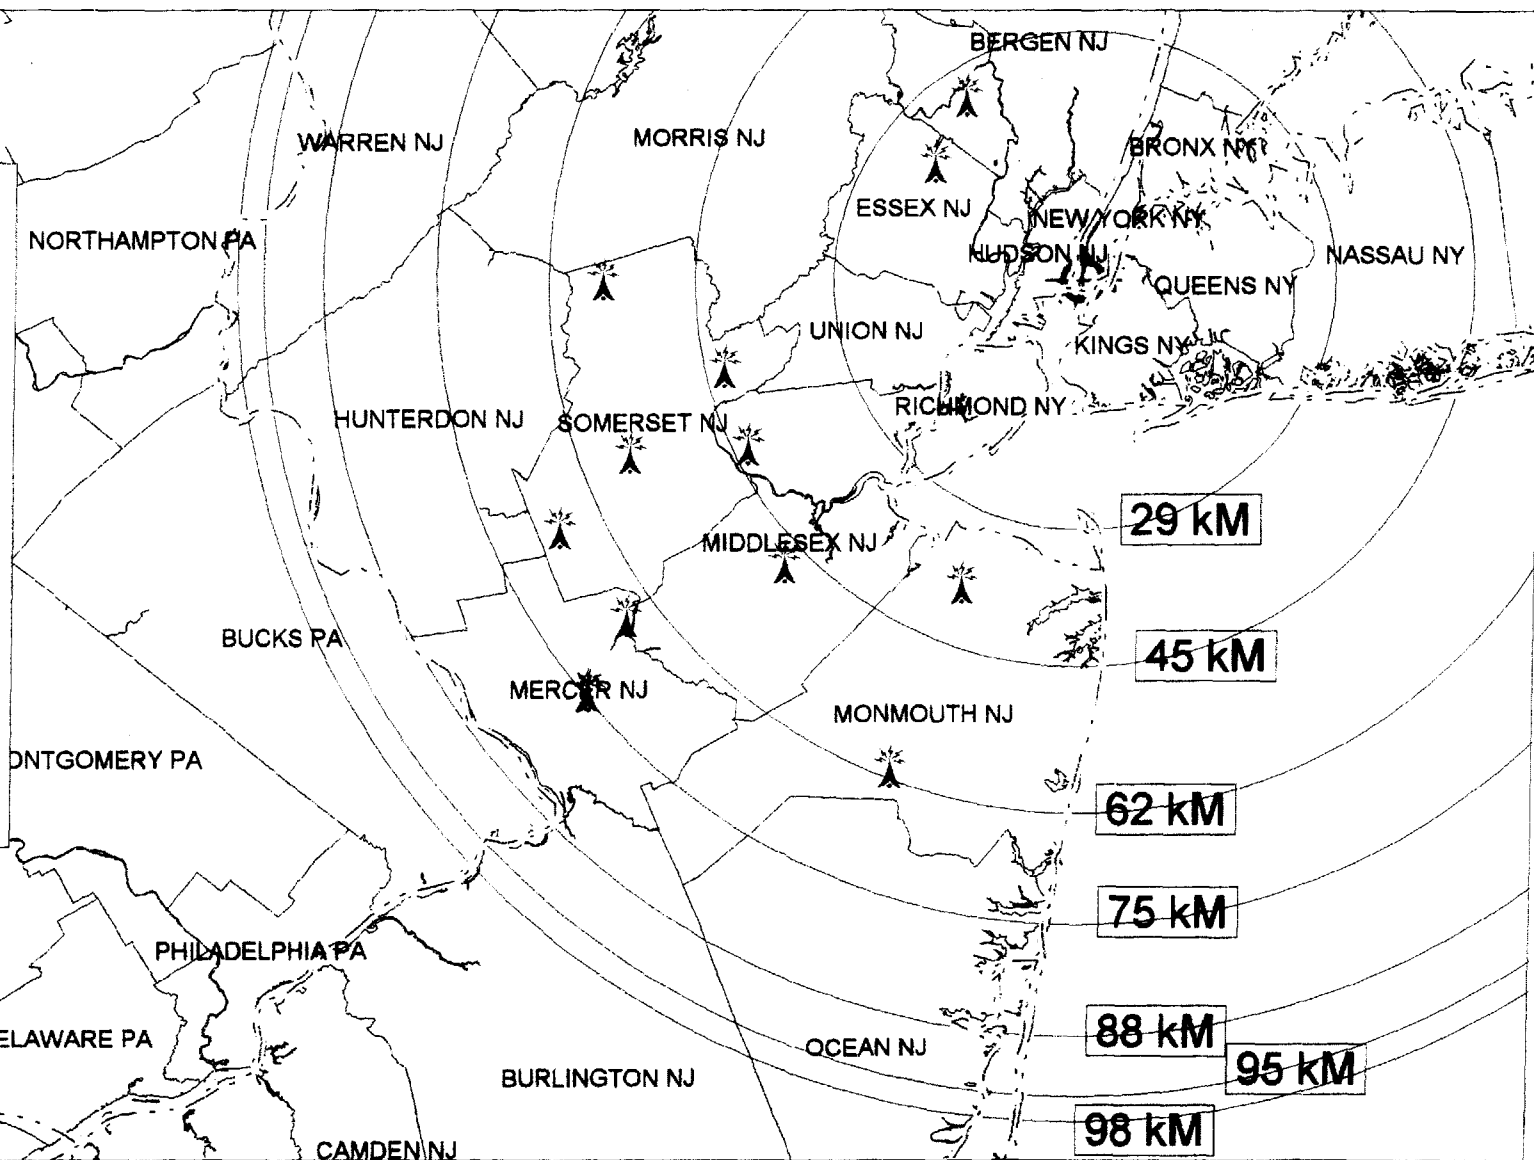 BERGEN NJ
WARREN NJ
MORRIS NJ
BRONX NY
ESSEX NJ
NEW YORK NY
NORTHAMPTON PA
HUDSON NJ
NASSAU NY
QUEENS NY
UNION NJ
KINGS NY
RICHMOND NY
HUNTERDON NJ
SOMERSET NJ
29 kM
MIDDLESEX NJ
BUCKS PA
45 kM
MERCER NJ
MONMOUTH NJ
ONTGOMERY PA
62 kM
75 kM
PHILADELPHIA PA
88 kM
ELAWARE PA
OCEAN NJ
95 kM
BURLINGTON NJ
98 kM
CAMDEN NJ